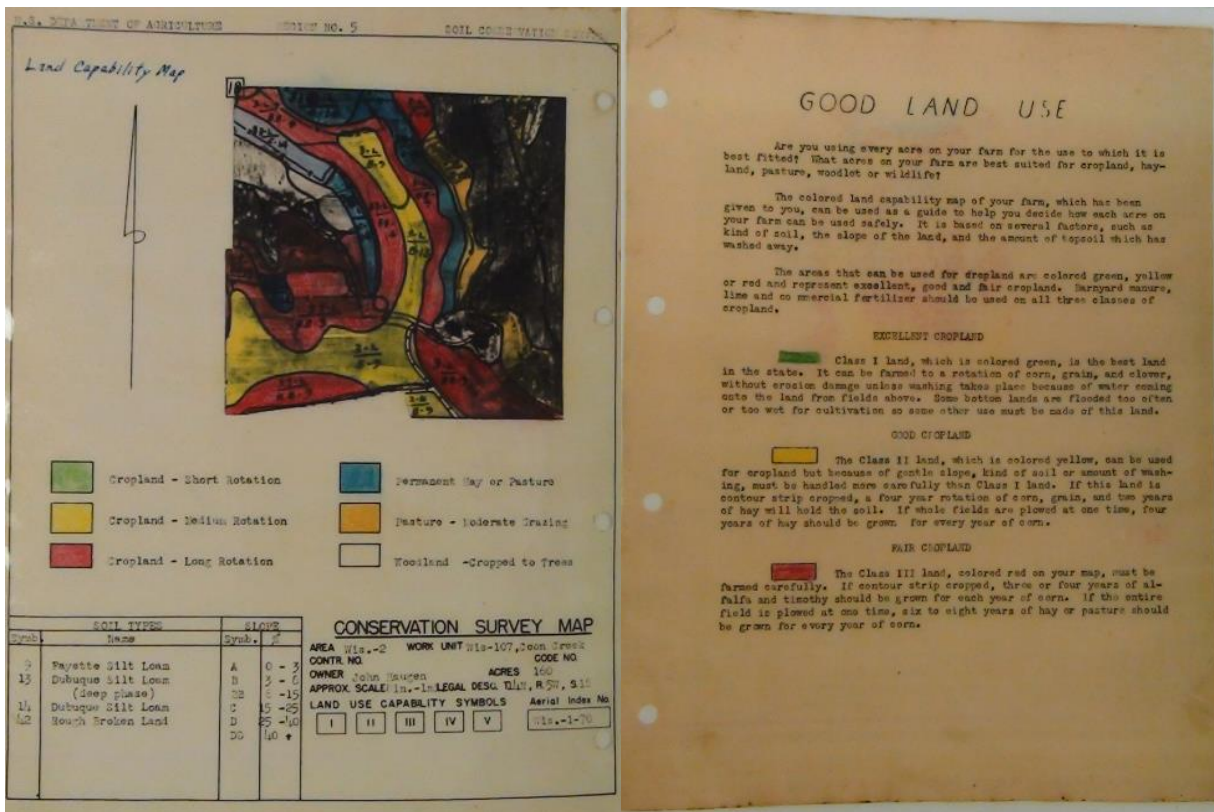 U.S. DEPARTMENT OF AGRICULTURE REGION NO. 5 SOIL CONSERVATION
Land Capability Map
18
Cropland - Short Rotation
Cropland - Medium Rotation
Cropland - Long Rotation
Permanent Hay or Pasture
Pasture - Moderate Grazing
Woodland -Cropped to Trees
SOIL TYPES SLOPE
Symb. Name Symb. %
9 Fayette Silt Loam A 0 - 3
13 Dubuque Silt Loam B 3 -
(deep phase) BB -15
14 Dubuque Silt Loam C 15 -25
42 Rough Broken Land D 25 -40
DD 40 +
CONSERVATION SURVEY MAP
AREA Wis.-2 WORK UNIT Wis-107, Coon Creek
CONTR. NO. CODE NO.
OWNER John Haugen ACRES 160
APPROX. SCALE LEGAL DESC.
LAND USE CAPABILITY SYMBOLS Aerial Index No.
I II III IV V Wis.-1-70
GOOD LAND USE
Are you using every acre on your farm for the use to which it is
best fitted? What acres on your farm are best suited for cropland, hay-
land, pasture, woodlot or wildlife?
The colored land capability map of your farm, which has been
given to you, can be used as a guide to help you decide how each acre on
your farm can be used safely. It is based on several factors, such as
kind of soil, the slope of the land, and the amount of topsoil which has
washed away.
The areas that can be used for dropland are colored green, yellow
or red and represent excellent, good and fair cropland. Barnyard manure,
lime and co mmercial fertilizer should be used on all three classes of
cropland.
EXCELLENT CROPLAND
Class I land, which is colored green, is the best land
in the state. It can be farmed to a rotation of corn, grain, and clover,
without erosion damage unless washing takes place because of water coming
onto the land from fields above. Some bottom lands are flooded too often
or too wet for cultivation so some other use must be made of this land.
GOOD CROPLAND
The Class II land, which is colored yellow, can be used
for cropland but because of gentle slope, kind of soil or amount of wash-
ing, must be handled more carefully than Class I land. If this land is
contour strip cropped, a four year rotation of corn, grain, and two years
of hay will hold the soil. If whole fields are plowed at one time, four
years of hay should be grown for every year of corn.
FAIR CROPLAND
The Class III land, colored red on your map, must be
farmed carefully. If contour strip cropped, three or four years of al-
falfa and timothy should be grown for each year of corn. If the entire
field is plowed at one time, six to eight years of hay or pasture should
be grown for every year of corn.